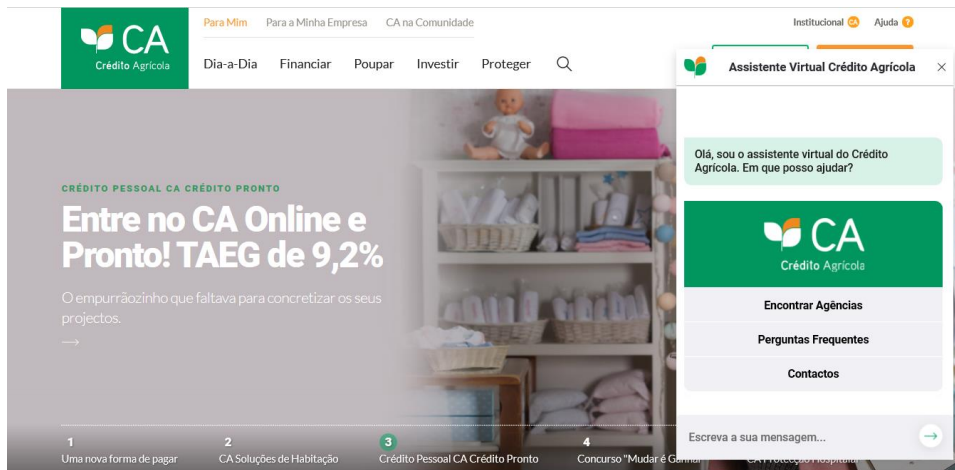 Para Mim Para a Minha Empresa CA na Comunidade
Institucional CA Ajuda ?
CA
Crédito Agrícola
Dia-a-Dia Financiar Poupar Investir Proteger
Assistente Virtual Crédito Agrícola
Olá, sou o assistente virtual do Crédito
Agrícola. Em que posso ajudar?
CA
Crédito Agrícola
Encontrar Agências
Perguntas Frequentes
Contactos
Escreva a sua mensagem...
CRÉDITO PESSOAL CA CRÉDITO PRONTO
Entre no CA Online e
Pronto! TAEG de 9,2%
O empurrãozinho que faltava para concretizar os seus
projectos.
1
Uma nova forma de pagar
2
CA Soluções de Habitação
3
Crédito Pessoal CA Crédito Pronto
4
Concurso "Mudar é Ganhar"
CA Protecção Hospitalar